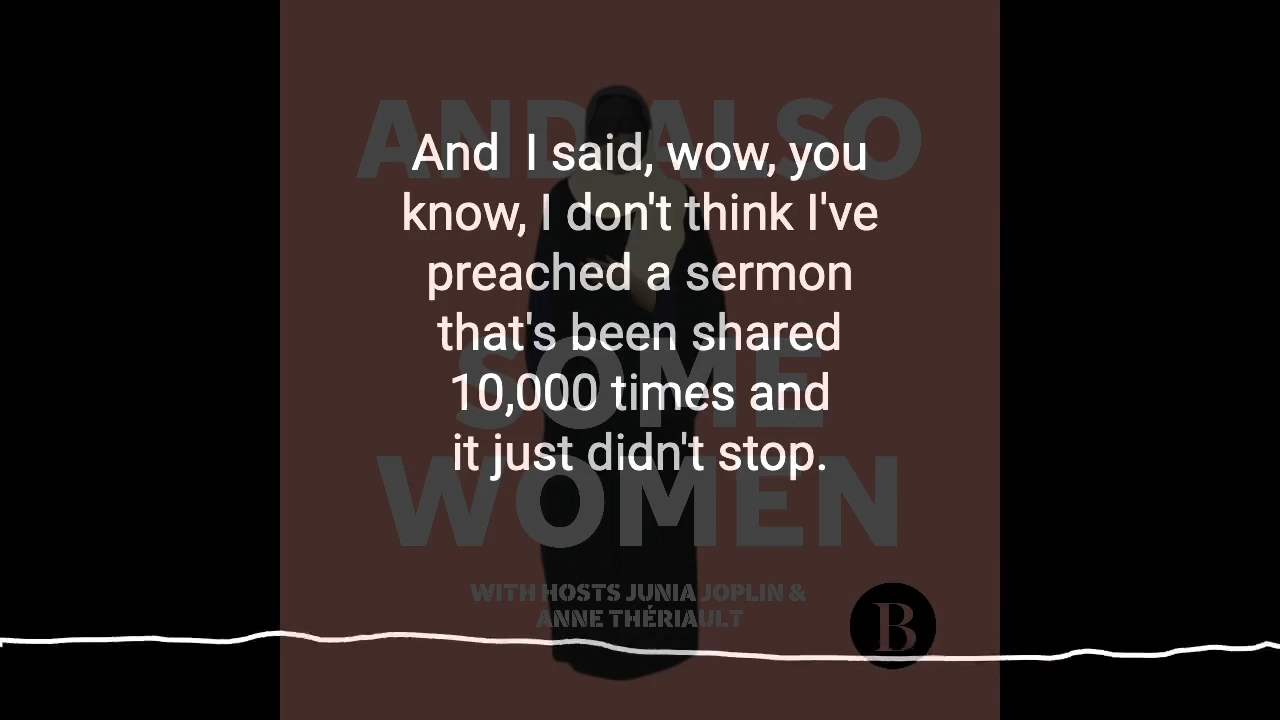 AND ALSO
SOME
WOMEN
And  I said, wow, you
know, I don't think I've
preached a sermon
that's been shared
10,000 times and
it just didn't stop.
WITH HOSTS JUNIA JOPLIN &
ANNE THÉRIAULT
B